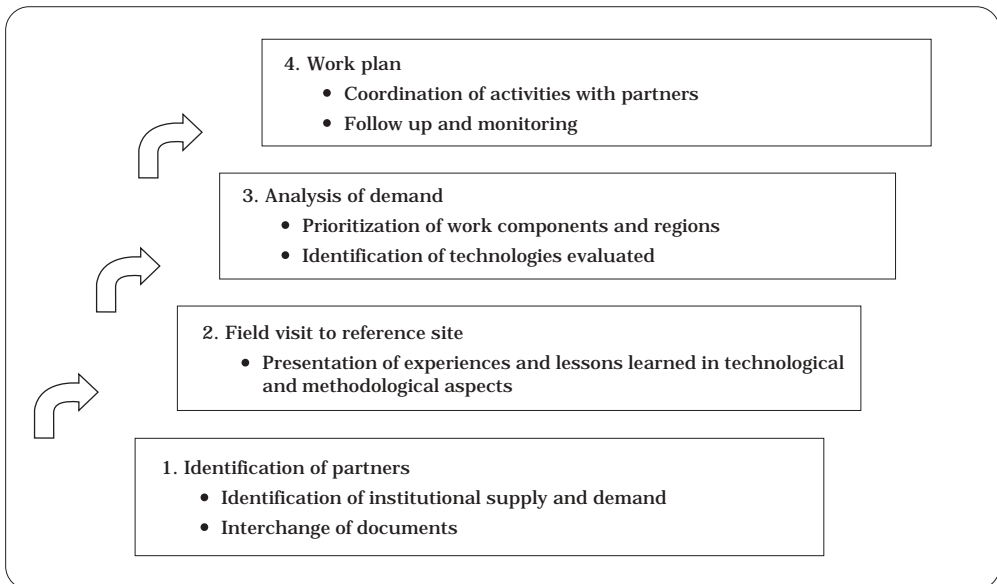 4. Work plan
• Coordination of activities with partners
• Follow up and monitoring
3. Analysis of demand
• Prioritization of work components and regions
• Identification of technologies evaluated
2. Field visit to reference site
• Presentation of experiences and lessons learned in technological
and methodological aspects
1. Identification of partners
• Identification of institutional supply and demand
• Interchange of documents